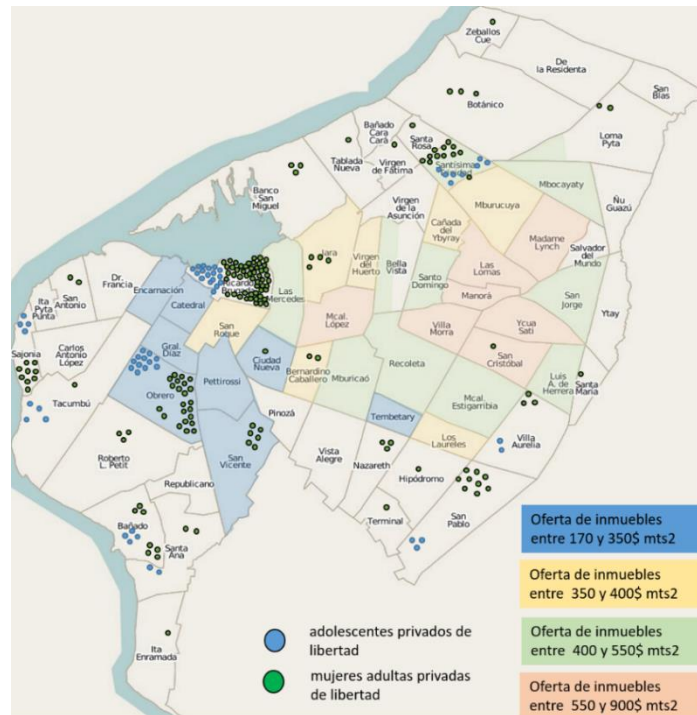 Zeballos
Cue
De
la Residenta
San
Blas
Botánico
Loma
Pyta
Bañado
Cara
Cará
Santa
Rosa
Tablada
Nueva
Virgen
de Fátima
Santísima
Mbocayaty
Ñu
Guazú
Banco
San
Miguel
Virgen
de la
Asunción
Mburucuya
Cañada
del
Ybyray
Madame
Lynch
Salvador
del
Mundo
Jara
Virgen
del
Huerto
Bella
Vista
Santo
Domingo
Las
Lomas
Dr.
Francia
Encarnación
Ricardo
Las
Mercedes
Manorá
San
Jorge
Ytay
Ita
Pyta
Punta
San
Antonio
Catedral
San
Roque
Mcal.
López
Villa
Morra
Ycua
Sati
Sajonia
Carlos
Antonio
López
Gral.
Díaz
Ciudad
Nueva
Bernardino
Caballero
Recoleta
San
Cristóbal
Tacumbú
Obrero
Pettirossi
Mburicaó
Mcal.
Estigarribia
Luis
A. de
Herrera
Santa
María
Pinozá
Tembetary
Roberto
L. Petit
San
Vicente
Vista
Alegre
Nazareth
Los
Laureles
Villa
Aurelia
Republicano
Hipódromo
Bañado
Santa
Ana
Terminal
San
Pablo
Ita
Enramada
adolescentes privados de
libertad
mujeres adultas privadas
de libertad
Oferta de inmuebles
entre 170 y 350$ mts2
Oferta de inmuebles
entre 350 y 400$ mts2
Oferta de inmuebles
entre 400 y 550$ mts2
Oferta de inmuebles
entre 550 y 900$ mts2